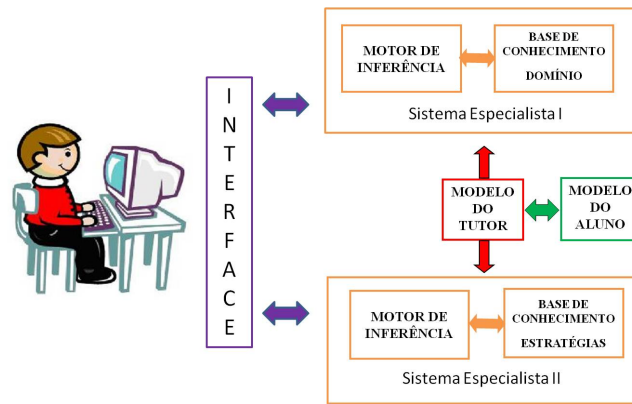 INTERFACE
MOTOR DE
INFERÊNCIA
BASE DE
CONHECIMENTO
DOMÍNIO
Sistema Especialista I
MODELO
DO
TUTOR
MODELO
DO
ALUNO
MOTOR DE
INFERÊNCIA
BASE DE
CONHECIMENTO
ESTRATÉGIAS
Sistema Especialista II